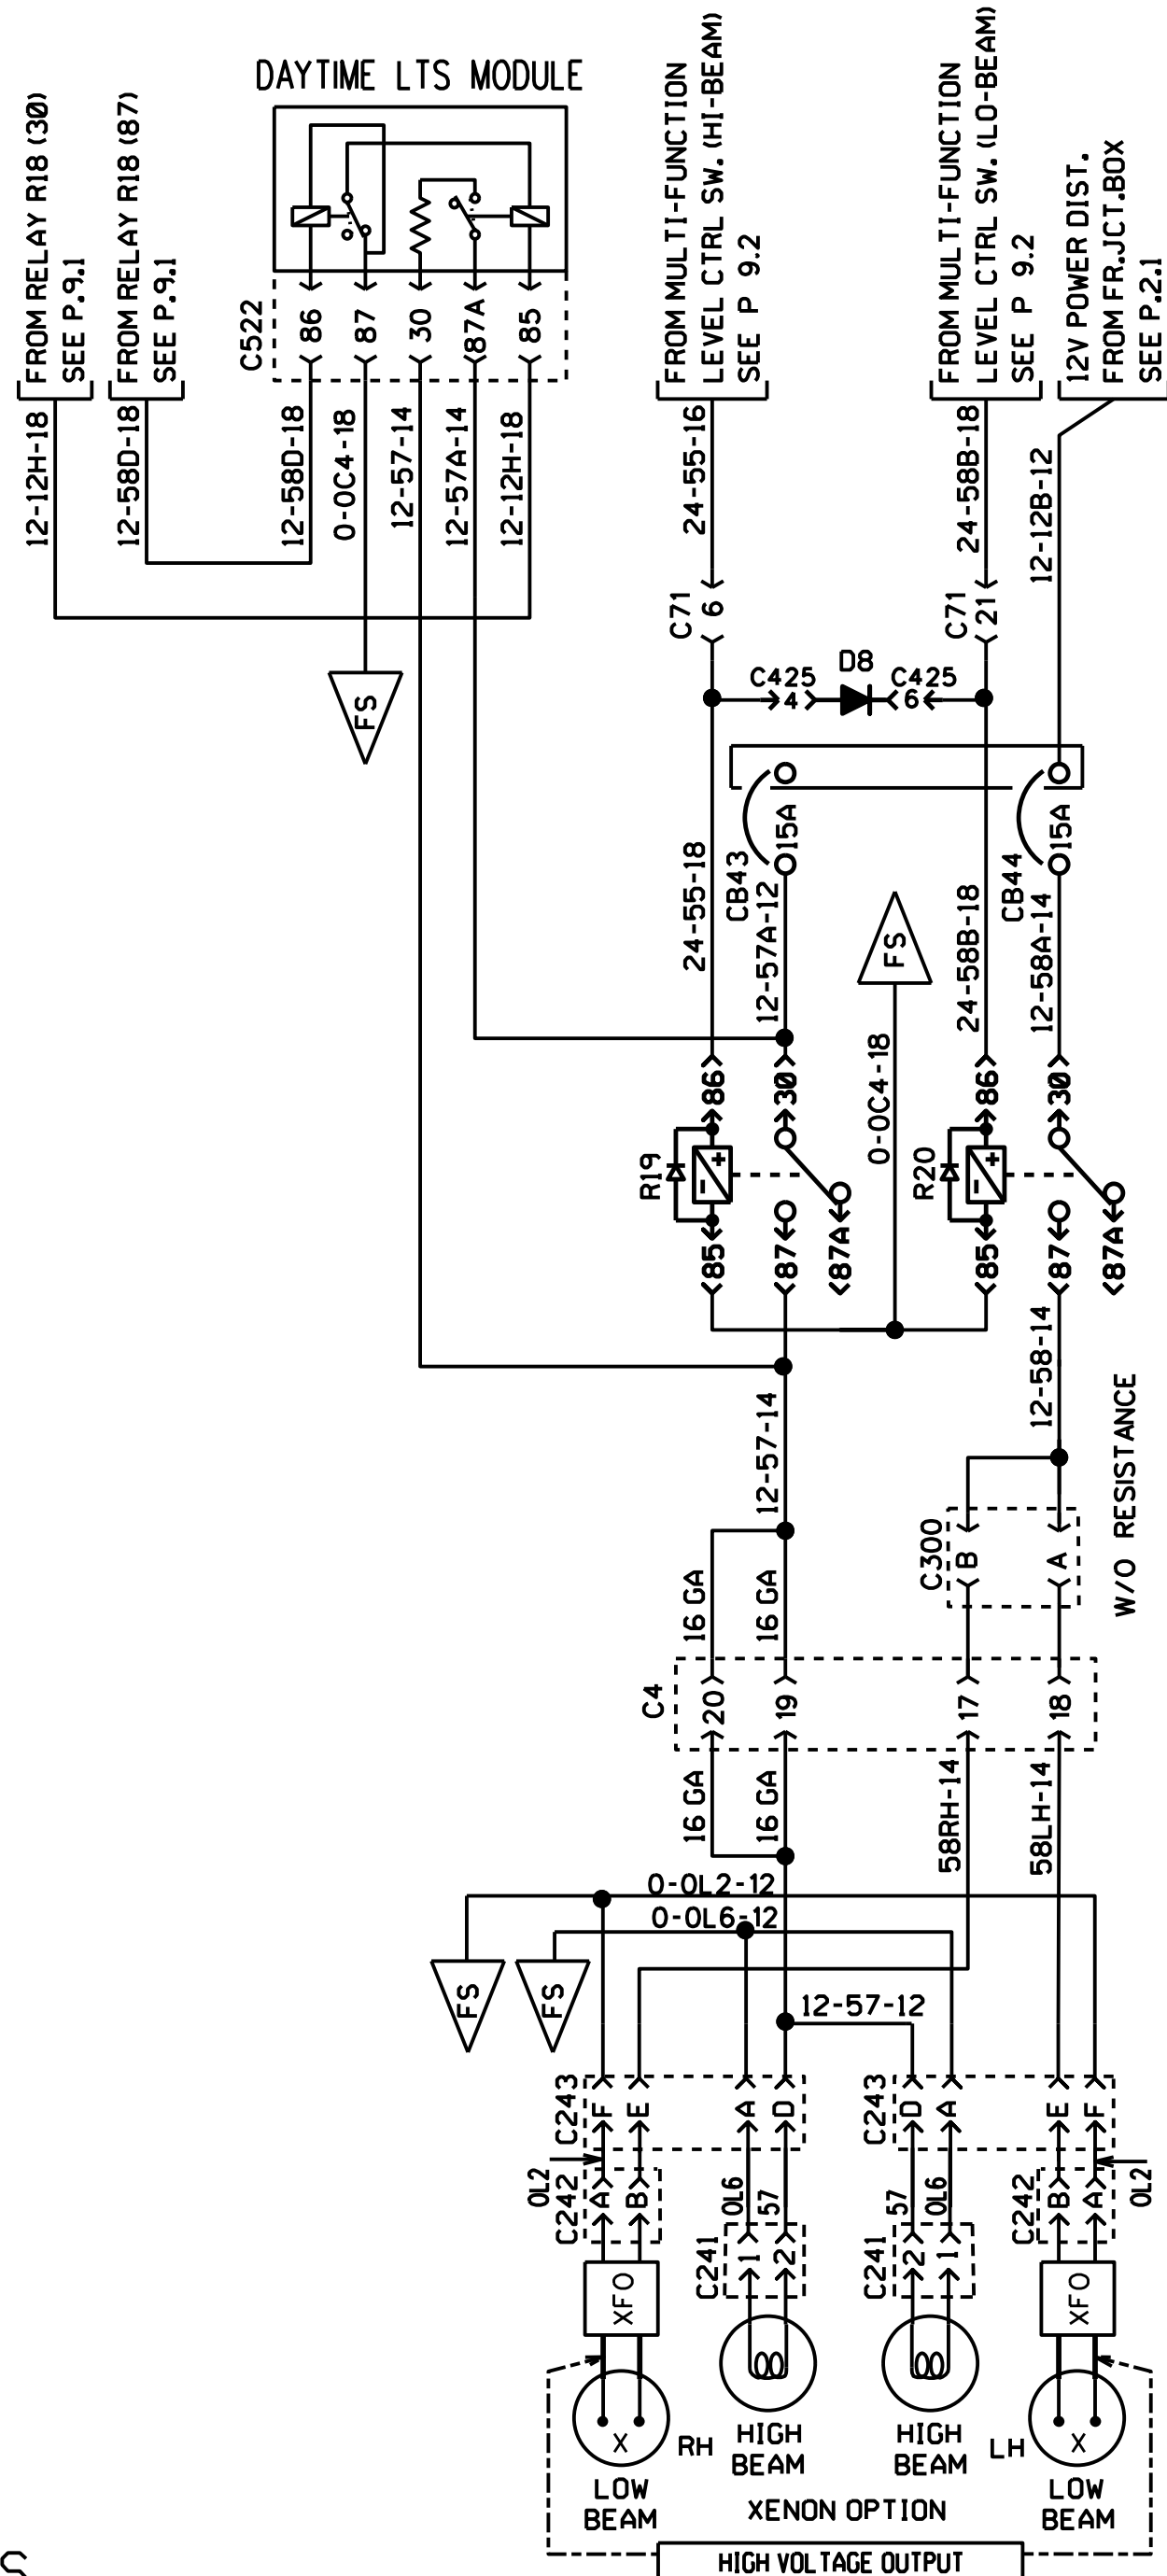 DAYTIME LTS MODULE
FROM RELAY R18 (30)
SEE P.9.1
FROM RELAY R18 (87)
SEE P.9.1
C522
86
87
30
87A
85
FROM MULTI-FUNCTION
LEVEL CTRL SW. (HI-BEAM)
SEE P 9.2
FROM MULTI-FUNCTION
LEVEL CTRL SW. (LO-BEAM)
SEE P 9.2
12V POWER DIST.
FROM FR.JCT.BOX
SEE P.2.1
12-12H-18
12-58D-18
12-58D-18
0-0C4-18
12-57-14
12-57A-14
12-12H-18
24-55-16
24-58B-18
12-12B-12
C71
6
C71
21
FS
C425
4
D8
C425
6
15A
CB43
15A
CB44
24-55-18
12-57A-12
FS
24-58B-18
12-58A-14
0-0C4-18
86
30
86
30
R19
+
-
R20
+
-
85
87
87A
85
87
87A
12-58-14
12-57-14
W/O RESISTANCE
C300
B
A
16 GA
16 GA
C4
20
19
17
18
16 GA
16 GA
58RH-14
58LH-14
0-0L2-12
0-0L6-12
FS
FS
12-57-12
C243
F
E
A
D
C243
D
A
E
F
0L2
C242
A
B
0L6
57
57
0L6
C242
B
A
0L2
C241
1
2
C241
2
1
XFO
XFO
X
RH
HIGH
BEAM
HIGH
BEAM
LH
X
LOW
BEAM
LOW
BEAM
XENON OPTION
HIGH VOLTAGE OUTPUT
S